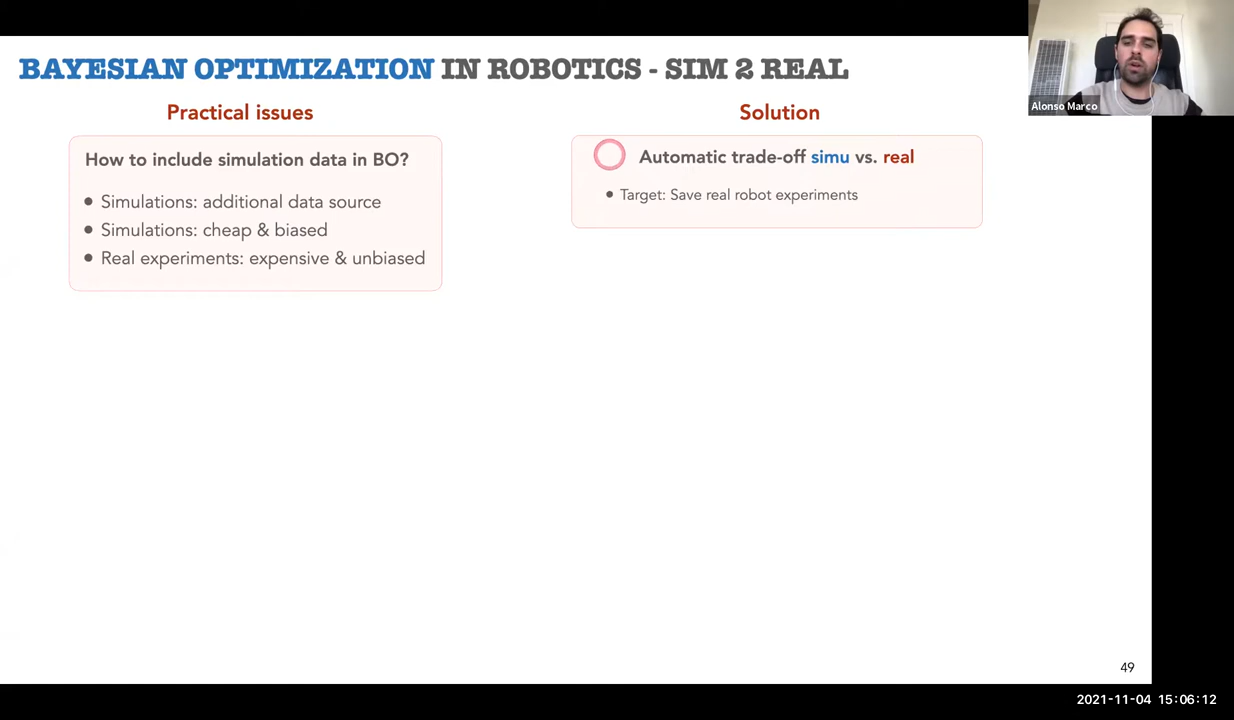 BAYESIAN OPTIMIZATION IN ROBOTICS - SIM 2 REAL
Alonso Marco
Practical issues
How to include simulation data in BO?
Simulations: additional data source
Simulations: cheap & biased
Real experiments: expensive & unbiased
Solution
Automatic trade-off simu vs. real
Target: Save real robot experiments
49
2021-11-04 15:06:12